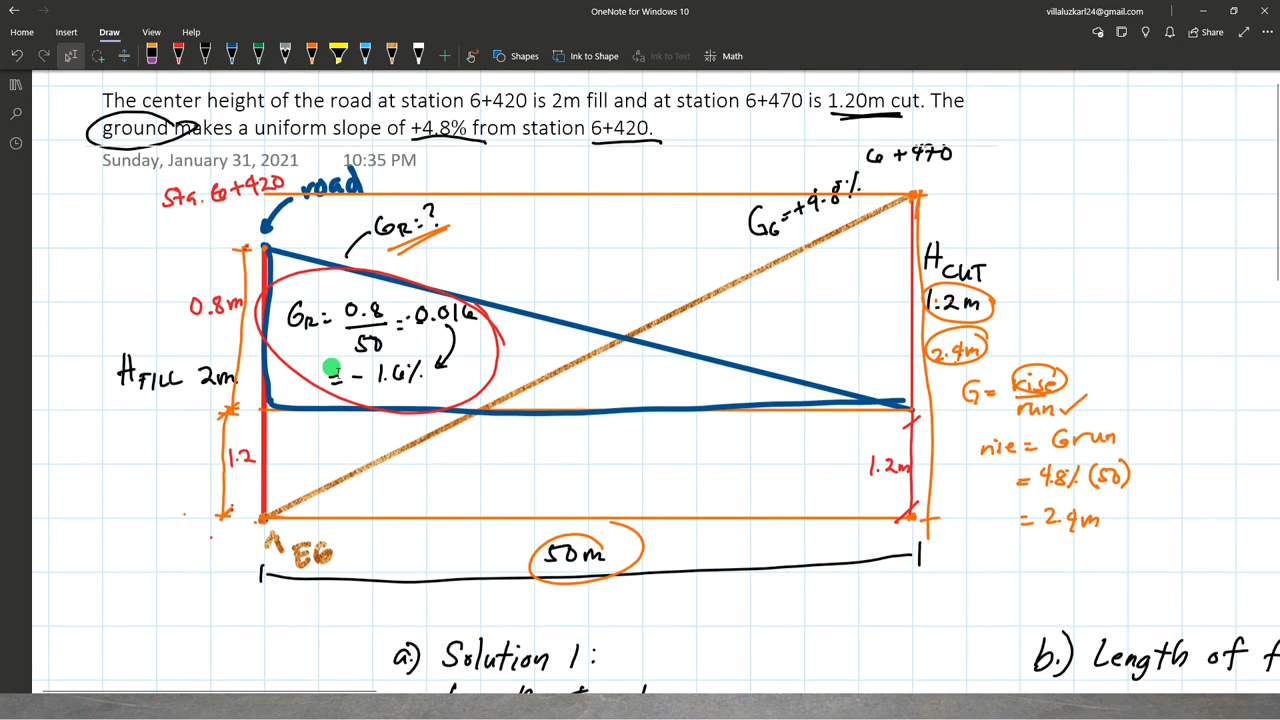 OneNote for Windows 10
villaluzkarl24@gmail.com
Home Insert Draw View Help
Shapes Ink to Shape Ink to Text Math
Share
The center height of the road at station 6+420 is 2m fill and at station 6+470 is 1.20m cut. The
ground makes a uniform slope of +4.8% from station 6+420.
Sunday, January 31, 2021 10:35 PM
6+470
Sta. 6+420 road
GR=?
GG=+4.8%
HCUT
1.2m
2.4m
0.8m
GR= 0.8/50 = -0.016
= - 1.6%
HFILL 2m
G= rise/run ✓
rise= Grun
= 4.8% (50)
= 2.4m
1.2
1.2m
EG
50m
a.) Solution 1:
b.) Length of f